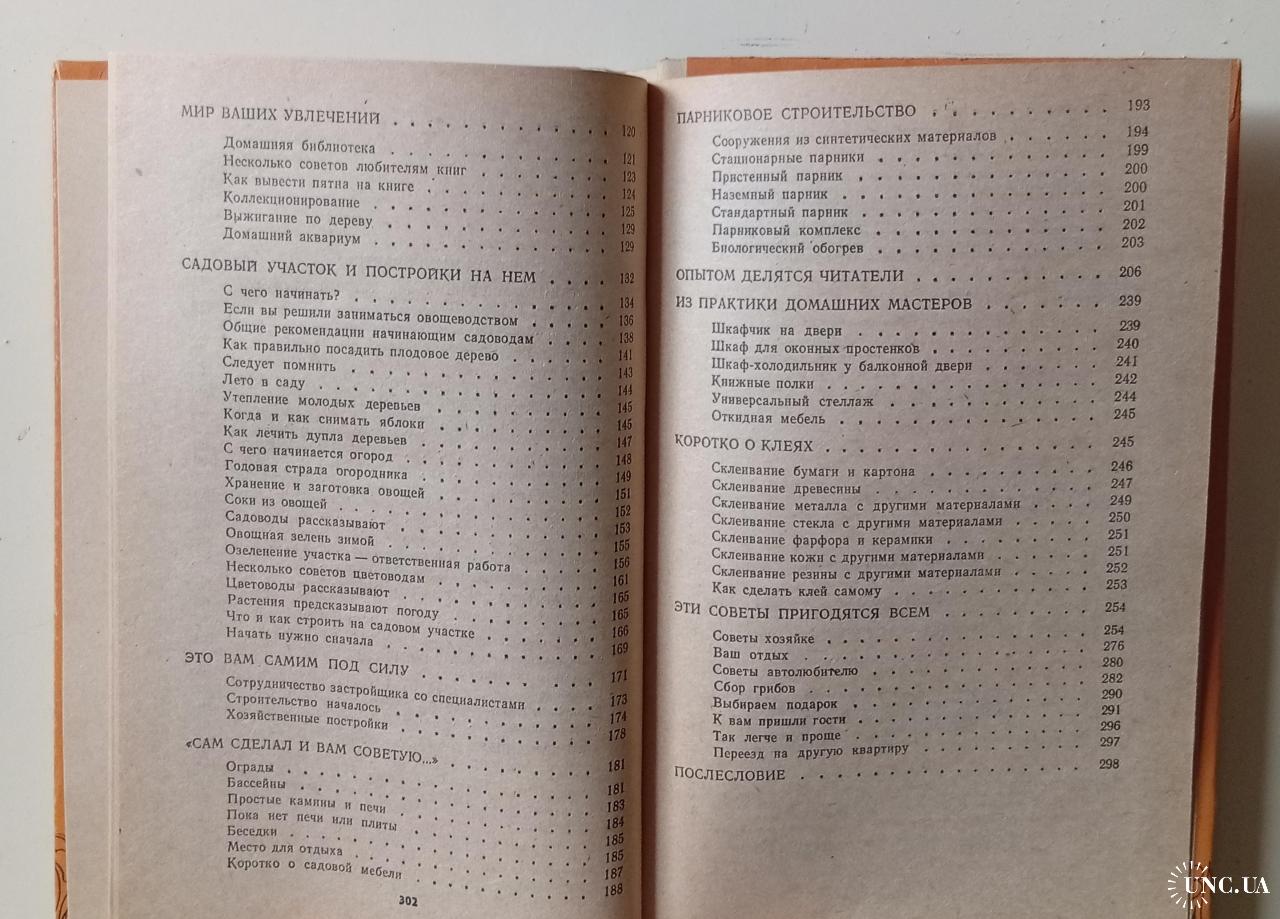 МИР ВАШИХ УВЛЕЧЕНИЙ . . . . . . . . . . . . 120
Домашняя библиотека . . . . . . . . . . . . 121
Несколько советов любителям книг . . . . . . . . 123
Как вывести пятна на книге . . . . . . . . . . 124
Коллекционирование . . . . . . . . . . . . 125
Выжигание по дереву . . . . . . . . . . . . 129
Домашний аквариум . . . . . . . . . . . . 129
САДОВЫЙ УЧАСТОК И ПОСТРОЙКИ НА НЕМ . . . . 132
С чего начинать? . . . . . . . . . . . . 134
Если вы решили заниматься овощеводством . . . . . 136
Общие рекомендации начинающим садоводам . . . . 138
Как правильно посадить плодовое дерево . . . . . . 141
Следует помнить . . . . . . . . . . . . 143
Лето в саду . . . . . . . . . . . . 144
Утепление молодых деревьев . . . . . . . . . . 145
Когда и как снимать яблоки . . . . . . . . . . 145
Как лечить дупла деревьев . . . . . . . . . . 147
С чего начинается огород . . . . . . . . . . 148
Годовая страда огородника . . . . . . . . . . 149
Хранение и заготовка овощей . . . . . . . . . . 151
Соки из овощей . . . . . . . . . . . . 152
Садоводы рассказывают . . . . . . . . . . 153
Овощная зелень зимой . . . . . . . . . . 155
Озеленение участка — ответственная работа . . . . . 156
Несколько советов цветоводам . . . . . . . . . 161
Цветоводы рассказывают . . . . . . . . . . 165
Растения предсказывают погоду . . . . . . . . . 165
Что и как строить на садовом участке . . . . . . . 166
Начать нужно сначала . . . . . . . . . . 169
ЭТО ВАМ САМИМ ПОД СИЛУ . . . . . . . . . 171
Сотрудничество застройщика со специалистами . . . . 173
Строительство началось . . . . . . . . . . 174
Хозяйственные постройки . . . . . . . . . . 178
«САМ СДЕЛАЛ И ВАМ СОВЕТУЮ...» . . . . . . . . 181
Ограды . . . . . . . . . . . . 181
Бассейны . . . . . . . . . . . . 183
Простые камины и печи . . . . . . . . . . 184
Пока нет печи или плиты . . . . . . . . . . 185
Беседки . . . . . . . . . . . . 185
Место для отдыха . . . . . . . . . . . . 187
Коротко о садовой мебели . . . . . . . . . . 188
302
ПАРНИКОВОЕ СТРОИТЕЛЬСТВО . . . . . . . . . 193
Сооружения из синтетических материалов . . . . . . 194
Стационарные парники . . . . . . . . . . . 199
Пристенный парник . . . . . . . . . . . . 200
Наземный парник . . . . . . . . . . . . 200
Стандартный парник . . . . . . . . . . . . 201
Парниковый комплекс . . . . . . . . . . . 202
Биологический обогрев . . . . . . . . . . . 203
ОПЫТОМ ДЕЛЯТСЯ ЧИТАТЕЛИ . . . . . . . . . 206
ИЗ ПРАКТИКИ ДОМАШНИХ МАСТЕРОВ . . . . . . 239
Шкафчик на двери . . . . . . . . . . . . 239
Шкаф для оконных простенков . . . . . . . . . 240
Шкаф-холодильник у балконной двери . . . . . . . 241
Книжные полки . . . . . . . . . . . . 242
Универсальный стеллаж . . . . . . . . . . . 244
Откидная мебель . . . . . . . . . . . . 245
КОРОТКО О КЛЕЯХ . . . . . . . . . . . . 245
Склеивание бумаги и картона . . . . . . . . . 246
Склеивание древесины . . . . . . . . . . . 247
Склеивание металла с другими материалами . . . . . 249
Склеивание стекла с другими материалами . . . . . . 250
Склеивание фарфора и керамики . . . . . . . . 251
Склеивание кожи с другими материалами . . . . . . 251
Склеивание резины с другими материалами . . . . . 252
Как сделать клей самому . . . . . . . . . . 253
ЭТИ СОВЕТЫ ПРИГОДЯТСЯ ВСЕМ . . . . . . . . 254
Советы хозяйке . . . . . . . . . . . . 254
Ваш отдых . . . . . . . . . . . . 276
Советы автолюбителю . . . . . . . . . . . 280
Сбор грибов . . . . . . . . . . . . 282
Выбираем подарок . . . . . . . . . . . . 290
К вам пришли гости . . . . . . . . . . . 291
Так легче и проще . . . . . . . . . . . . 296
Переезд на другую квартиру . . . . . . . . . 297
ПОСЛЕСЛОВИЕ . . . . . . . . . . . . 298
UNC.UA